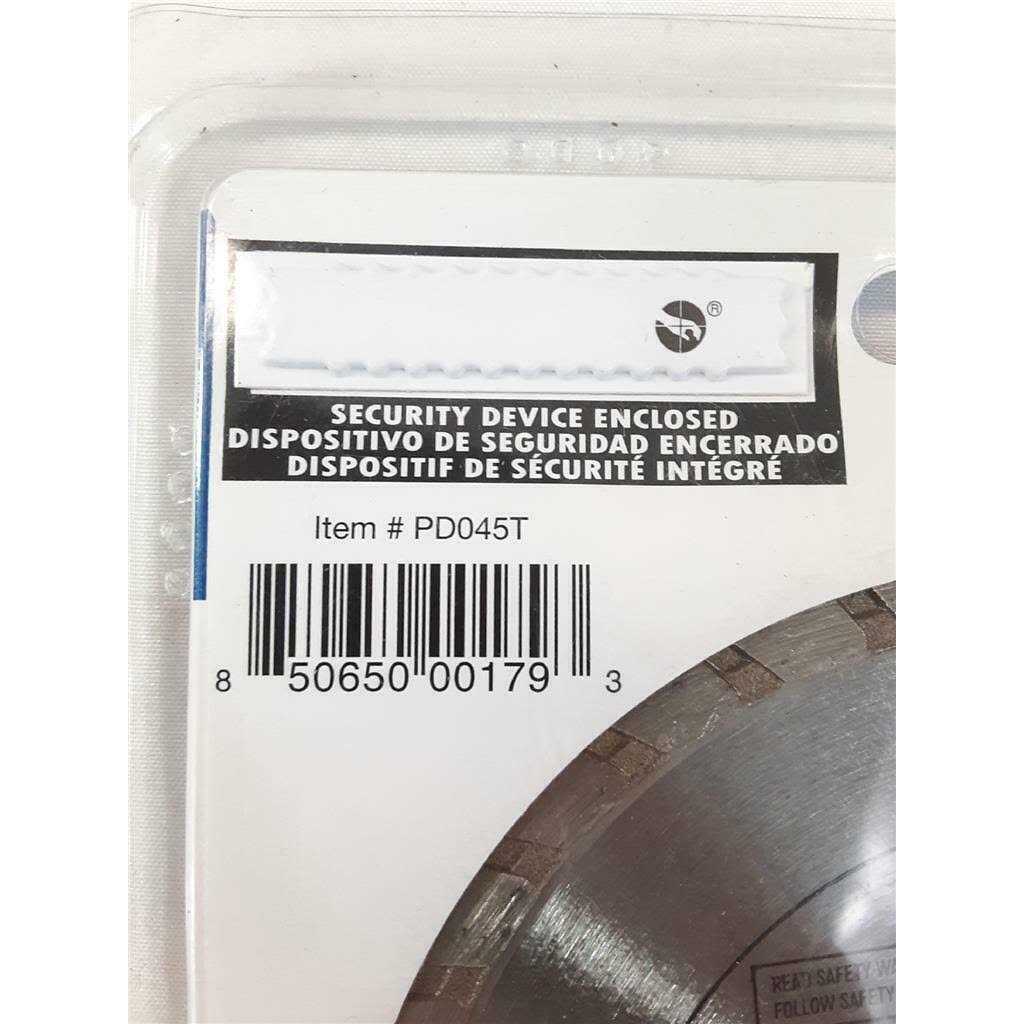 ®
SECURITY DEVICE ENCLOSED
DISPOSITIVO DE SEGURIDAD ENCERRADO
DISPOSITIF DE SÉCURITÉ INTÉGRÉ
Item # PD045T
8 50650 00179 3
READ SAFETY WA
FOLLOW SAFETY